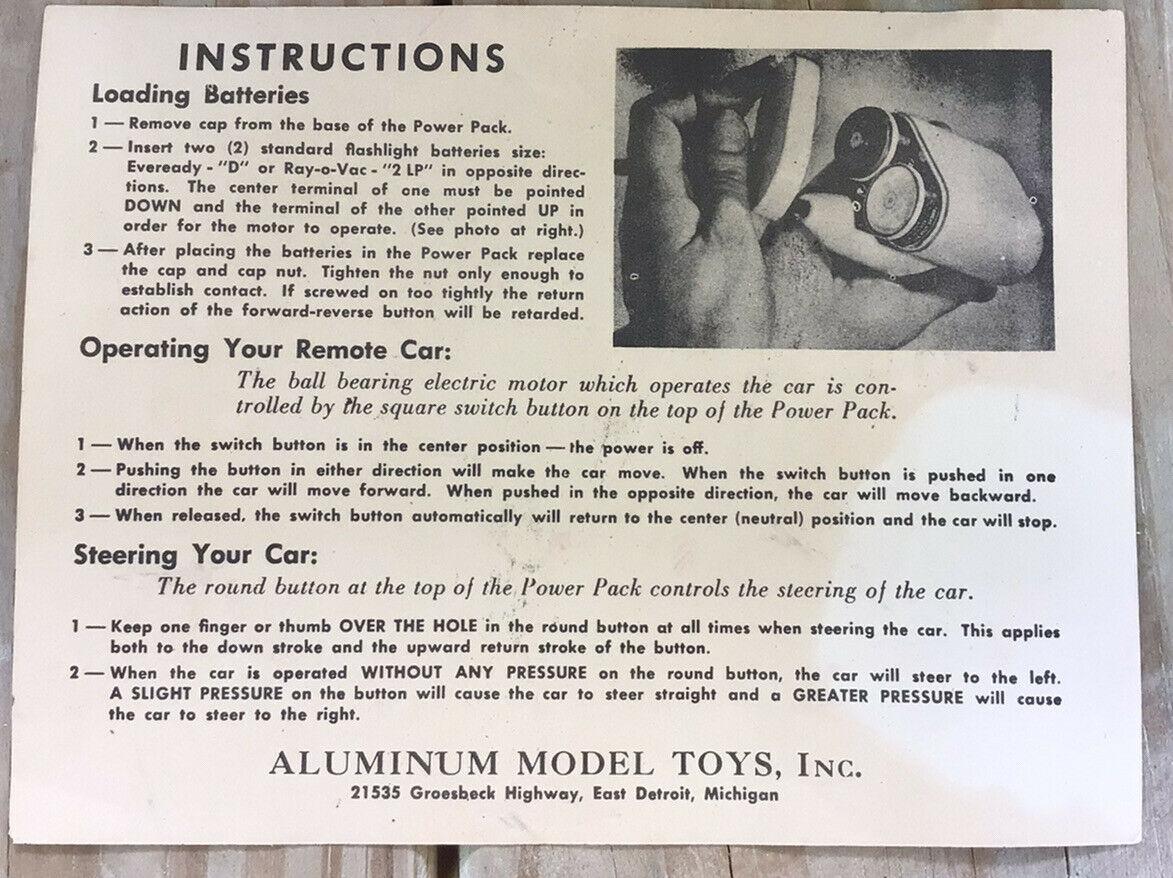 INSTRUCTIONS
Loading Batteries
1 — Remove cap from the base of the Power Pack.
2 — Insert two (2) standard flashlight batteries size:
Eveready - "D" or Ray-o-Vac - "2 LP" in opposite direc-
tions. The center terminal of one must be pointed
DOWN and the terminal of the other pointed UP in
order for the motor to operate. (See photo at right.)
3 — After placing the batteries in the Power Pack replace
the cap and cap nut. Tighten the nut only enough to
establish contact. If screwed on too tightly the return
action of the forward-reverse button will be retarded.
Operating Your Remote Car:
The ball bearing electric motor which operates the car is con-
trolled by the square switch button on the top of the Power Pack.
1 — When the switch button is in the center position — the power is off.
2 — Pushing the button in either direction will make the car move. When the switch button is pushed in one
direction the car will move forward. When pushed in the opposite direction, the car will move backward.
3 — When released, the switch button automatically will return to the center (neutral) position and the car will stop.
Steering Your Car:
The round button at the top of the Power Pack controls the steering of the car.
1 — Keep one finger or thumb OVER THE HOLE in the round button at all times when steering the car. This applies
both to the down stroke and the upward return stroke of the button.
2 — When the car is operated WITHOUT ANY PRESSURE on the round button, the car will steer to the left.
A SLIGHT PRESSURE on the button will cause the car to steer straight and a GREATER PRESSURE will cause
the car to steer to the right.
ALUMINUM MODEL TOYS, INC.
21535 Groesbeck Highway, East Detroit, Michigan